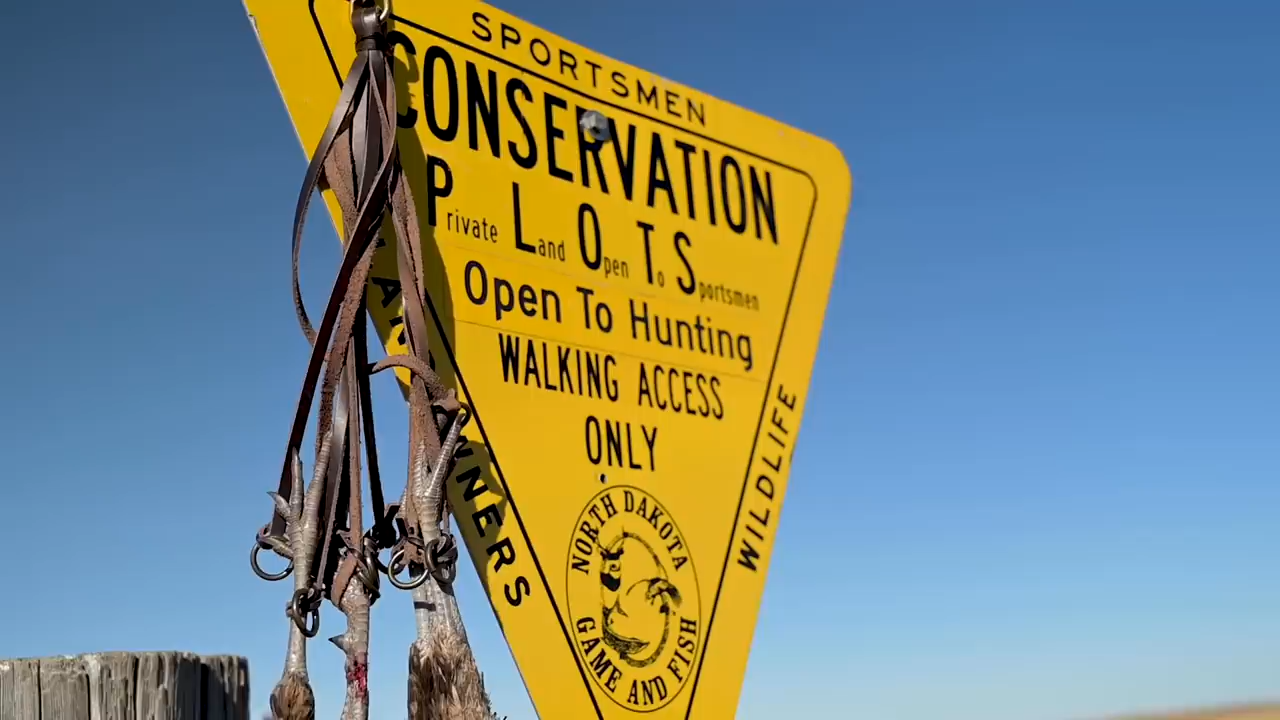 SPORTSMEN
CONSERVATION
Private Land Open To Sportsmen
Open To Hunting
WALKING ACCESS
ONLY
WILDLIFE
NORTH DAKOTA
GAME AND FISH